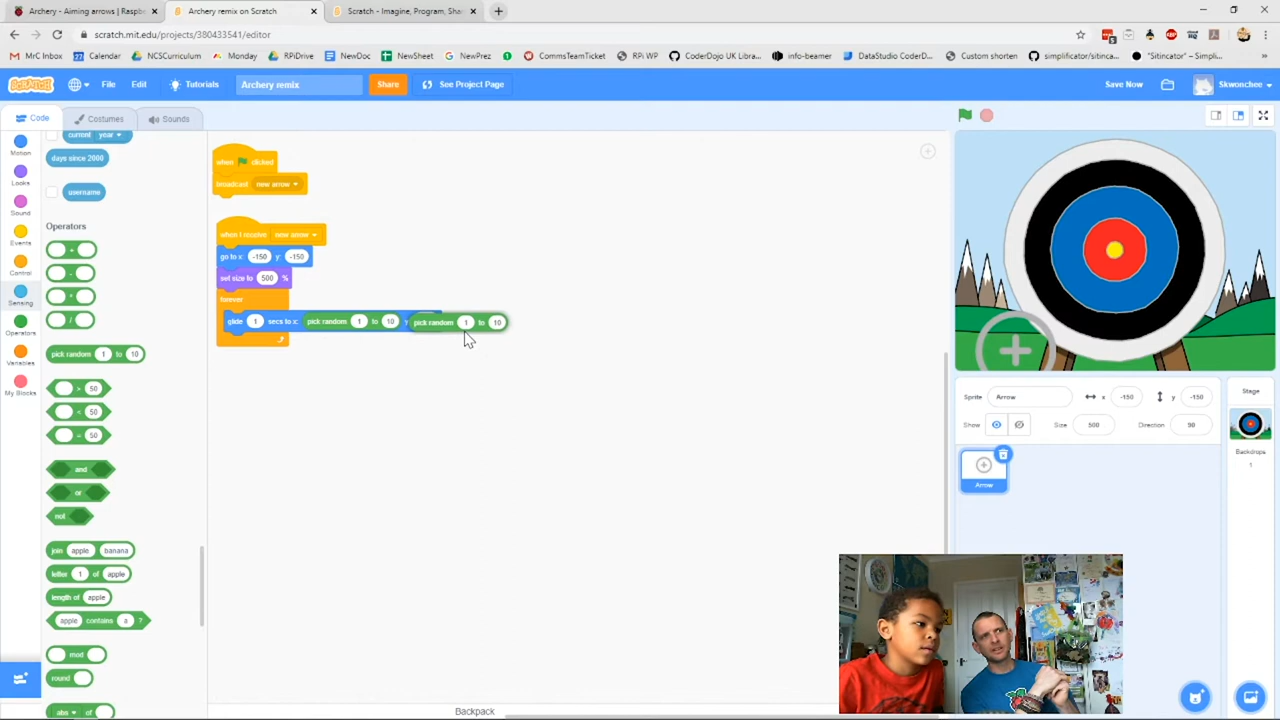 Archery - Aiming arrows | Raspb
Archery remix on Scratch
Scratch - Imagine, Program, Sha
scratch.mit.edu/projects/380433541/editor
MrC Inbox
Calendar
NCSCurriculum
Monday
RPiDrive
NewDoc
NewSheet
NewPrez
CommsTeamTicket
RPi WP
CoderDojo UK Libra...
info-beamer
DataStudio CoderD...
Custom shorten
simplificator/sitinca...
"Sitincator" – Simpli...
SCRATCH
File
Edit
Tutorials
Archery remix
Share
See Project Page
Save Now
Skwonchee
Code
Costumes
Sounds
Motion
Looks
Sound
Events
Control
Sensing
Operators
Variables
My Blocks
current year
days since 2000
username
Operators
+
-
*
/
pick random 1 to 10
> 50
< 50
= 50
and
or
not
join apple banana
letter 1 of apple
length of apple
apple contains a ?
mod
round
abs of
when clicked
broadcast new arrow
when I receive new arrow
go to x: -150 y: -150
set size to 500 %
forever
glide 1 secs to x: pick random 1 to 10 y pick random 1 to 10
Sprite Arrow x -150 y -150
Show Size 500 Direction 90
Arrow
Stage
Backdrops
1
Backpack